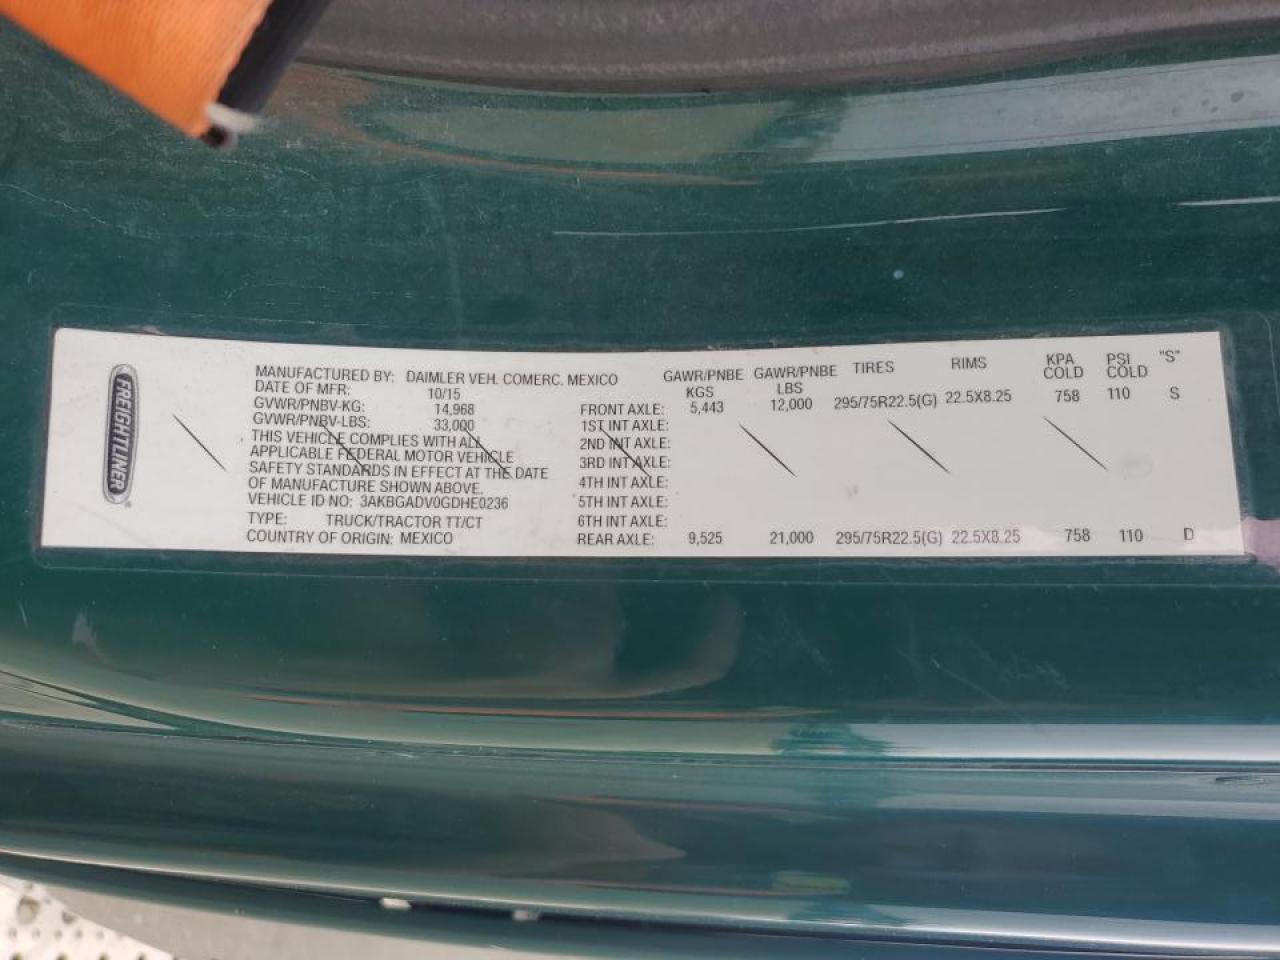 FREIGHTLINER®
MANUFACTURED BY: DAIMLER VEH. COMERC. MEXICO
DATE OF MFR: 10/15
GVWR/PNBV-KG: 14,968
GVWR/PNBV-LBS: 33,000
THIS VEHICLE COMPLIES WITH ALL
APPLICABLE FEDERAL MOTOR VEHICLE
SAFETY STANDARDS IN EFFECT AT THE DATE
OF MANUFACTURE SHOWN ABOVE.
VEHICLE ID NO: 3AKBGADV0GDHE0236
TYPE: TRUCK/TRACTOR TT/CT
COUNTRY OF ORIGIN: MEXICO
GAWR/PNBE GAWR/PNBE TIRES RIMS KPA PSI "S"
KGS LBS COLD COLD
FRONT AXLE: 5,443 12,000 295/75R22.5(G) 22.5X8.25 758 110 S
1ST INT AXLE:
2ND INT AXLE:
3RD INT AXLE:
4TH INT AXLE:
5TH INT AXLE:
6TH INT AXLE:
REAR AXLE: 9,525 21,000 295/75R22.5(G) 22.5X8.25 758 110 D